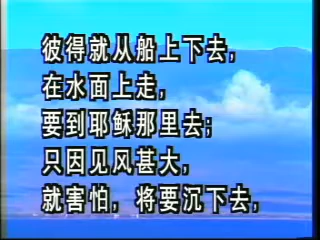 彼得就从船上下去，
在水面上走，
要到耶稣那里去；
只因见风甚大，
就害怕，将要沉下去，